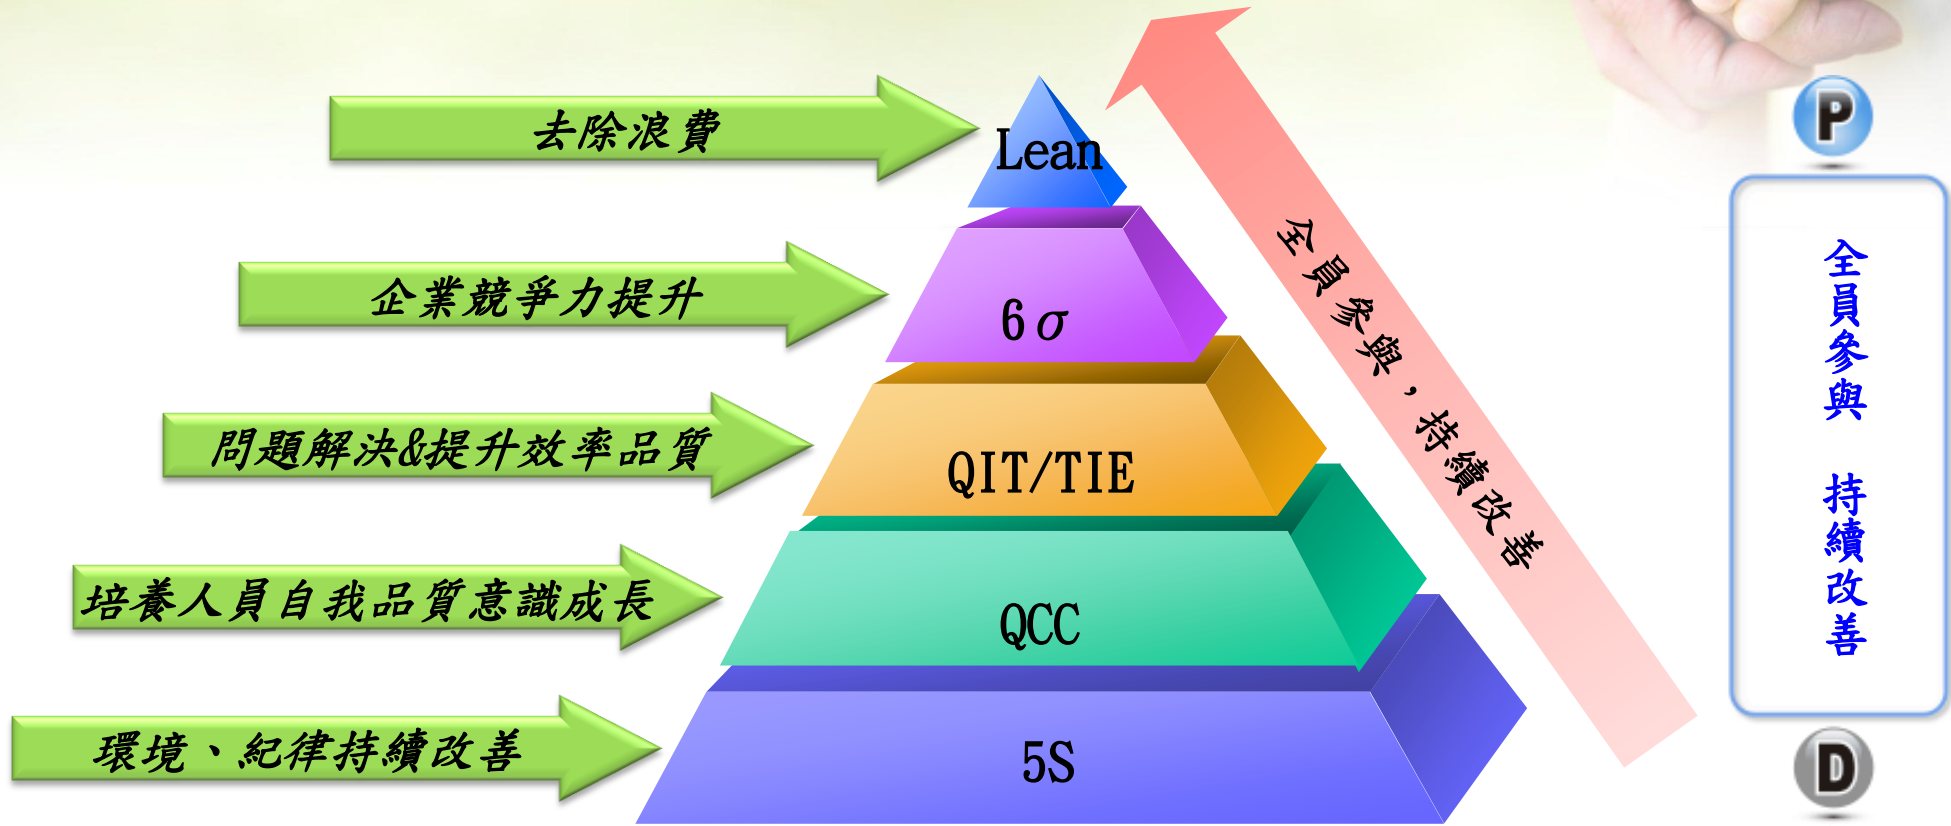 去除浪費
Lean
企業競爭力提升
6σ
問題解決&提升效率品質
QIT/TIE
培養人員自我品質意識成長
QCC
環境、紀律持續改善
5S
全員參與，持續改善
P
全員參與 持續改善
D